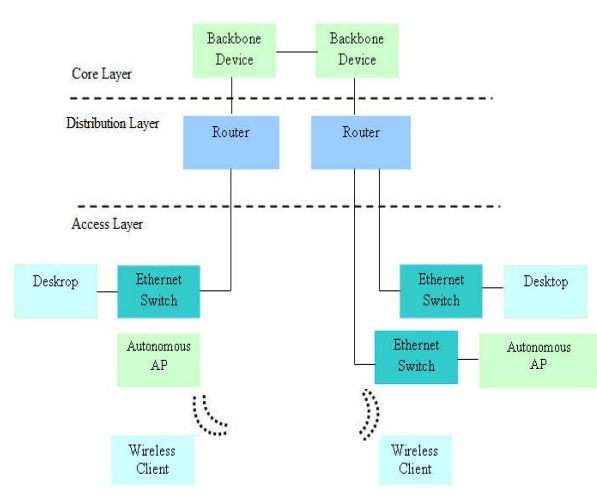 Backbone
Device
Backbone
Device
Core Layer
Distribution Layer
Router
Router
Access Layer
Deskrop
Ethernet
Switch
Ethernet
Switch
Desktop
Autonomous
AP
Ethernet
Switch
Autonomous
AP
Wireless
Client
Wireless
Client